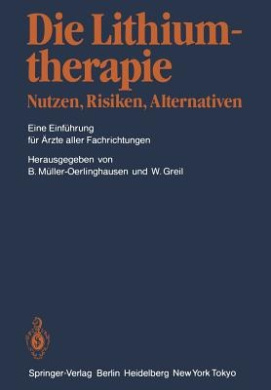 Die Lithium-
therapie
Nutzen, Risiken, Alternativen
Eine Einführung
für Ärzte aller Fachrichtungen
Herausgegeben von
B. Müller-Oerlinghausen und W. Greil
Springer-Verlag Berlin Heidelberg New York Tokyo